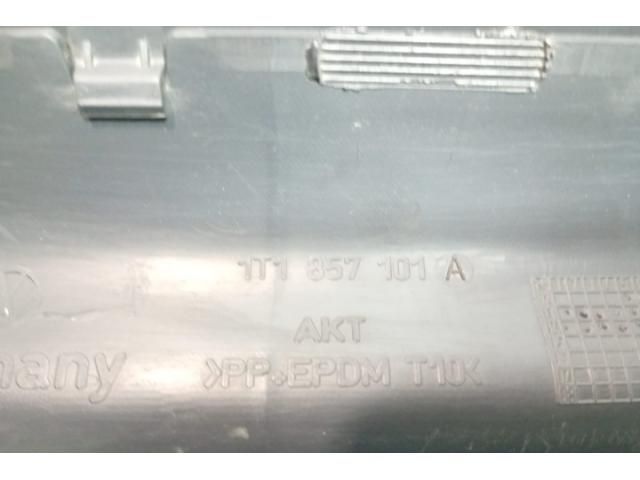 1T1 857 101 A
AKT
many >PP+EPDM T10<